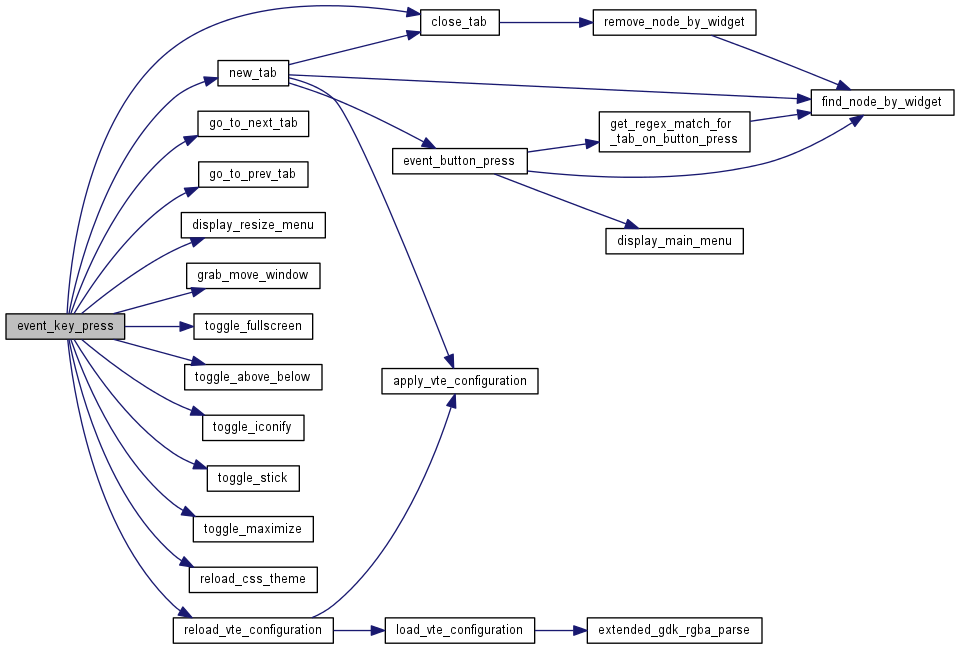 close_tab
remove_node_by_widget
new_tab
find_node_by_widget
go_to_next_tab
get_regex_match_for
_tab_on_button_press
event_button_press
go_to_prev_tab
display_resize_menu
display_main_menu
grab_move_window
event_key_press
toggle_fullscreen
toggle_above_below
apply_vte_configuration
toggle_iconify
toggle_stick
toggle_maximize
reload_css_theme
reload_vte_configuration
load_vte_configuration
extended_gdk_rgba_parse